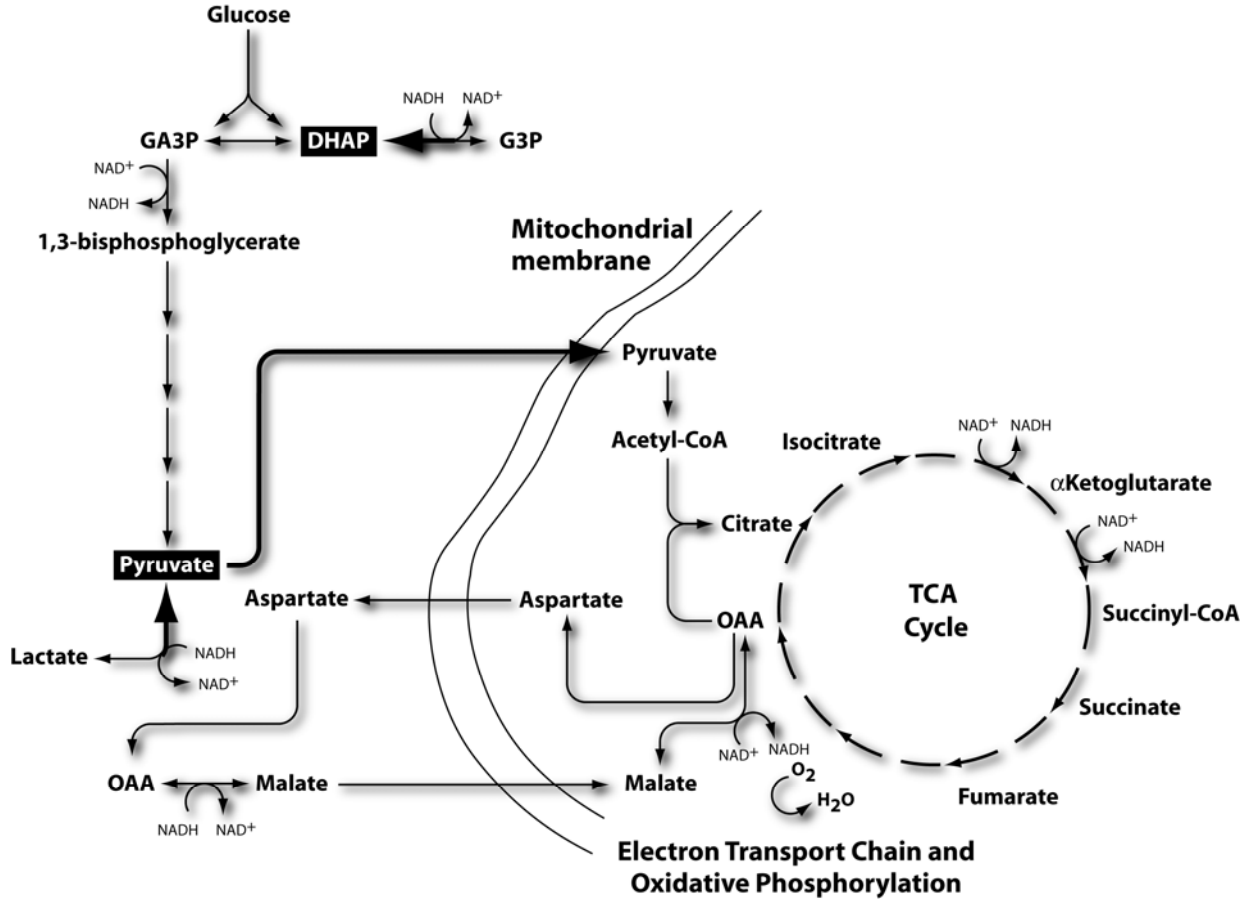 Glucose
NADH NAD+
GA3P DHAP G3P
NAD+
NADH
1,3-bisphosphoglycerate
Mitochondrial
membrane
Pyruvate
Acetyl-CoA
Isocitrate
NAD+ NADH
αKetoglutarate
Citrate
NAD+
NADH
Pyruvate
Aspartate
Aspartate
OAA
TCA
Cycle
Succinyl-CoA
Lactate
NADH
NAD+
Succinate
NAD+ NADH
OAA
Malate
Malate
O2
H2O
Fumarate
NADH NAD+
Electron Transport Chain and
Oxidative Phosphorylation